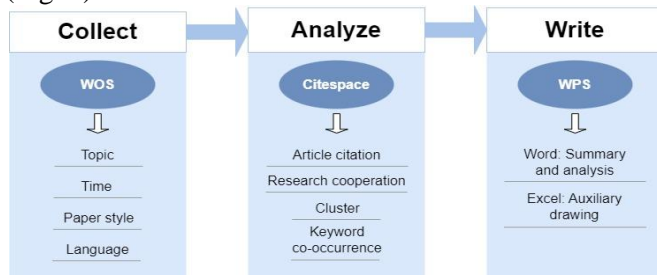 Collect
Analyze
Write
WOS
Citespace
WPS
Topic
Time
Paper style
Language
Article citation
Research cooperation
Cluster
Keyword
co-occurrence
Word: Summary
and analysis
Excel: Auxiliary
drawing